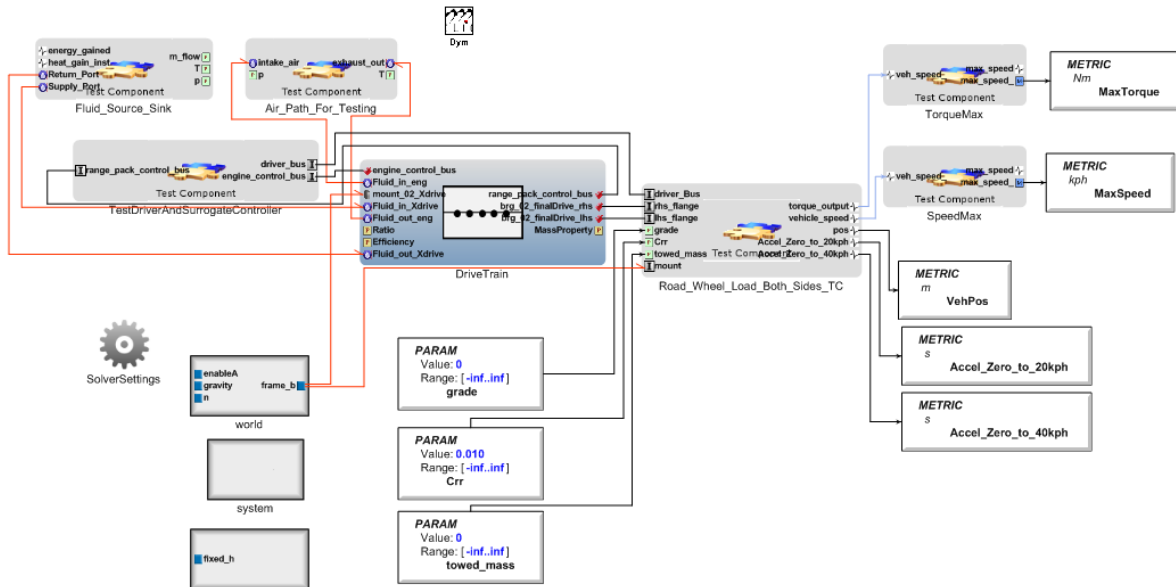 Dym
energy_gained
heat_gain_inst
Return_Port
Supply_Port
m_flow
T
p
Test Component
Fluid_Source_Sink
intake_air
p
exhaust_out
T
Test Component
Air_Path_For_Testing
range_pack_control_bus
driver_bus
engine_control_bus
Test Component
TestDriverAndSurrogateController
engine_control_bus
Fluid_in_eng
mount_02_Xdrive
Fluid_in_Xdrive
Fluid_out_eng
Ratio
Efficiency
Fluid_out_Xdrive
range_pack_control_bus
brg_02_finalDrive_rhs
brg_02_finalDrive_lhs
MassProperty
DriveTrain
driver_Bus
rhs_flange
lhs_flange
grade
Crr
towed_mass
mount
torque_output
vehicle_speed
pos
Accel_Zero_to_20kph
Accel_Zero_to_40kph
Test Component
Road_Wheel_Load_Both_Sides_TC
veh_speed
max_speed
max_speed_
Test Component
TorqueMax
METRIC
Nm
MaxTorque
veh_speed
max_speed
max_speed_
Test Component
SpeedMax
METRIC
kph
MaxSpeed
METRIC
m
VehPos
METRIC
s
Accel_Zero_to_20kph
METRIC
s
Accel_Zero_to_40kph
SolverSettings
enableA
gravity
n
frame_b
world
system
fixed_h
PARAM
Value: 0
Range: [-inf..inf]
grade
PARAM
Value: 0.010
Range: [-inf..inf]
Crr
PARAM
Value: 0
Range: [-inf..inf]
towed_mass